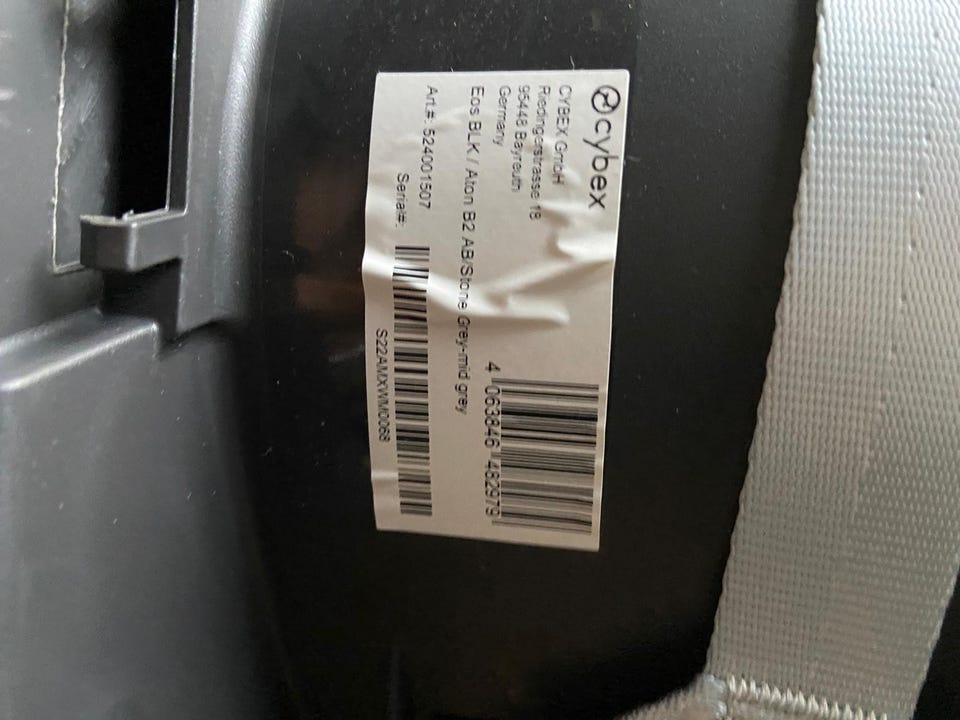 cybex
CYBEX GmbH
Riedingerstrasse 18
95448 Bayreuth
Germany
4 063846 482979
Eos BLK / Aton B2 AB/Stone Grey-mid grey
Art.#: 524001507
Serial#:
S22AMXWM0068